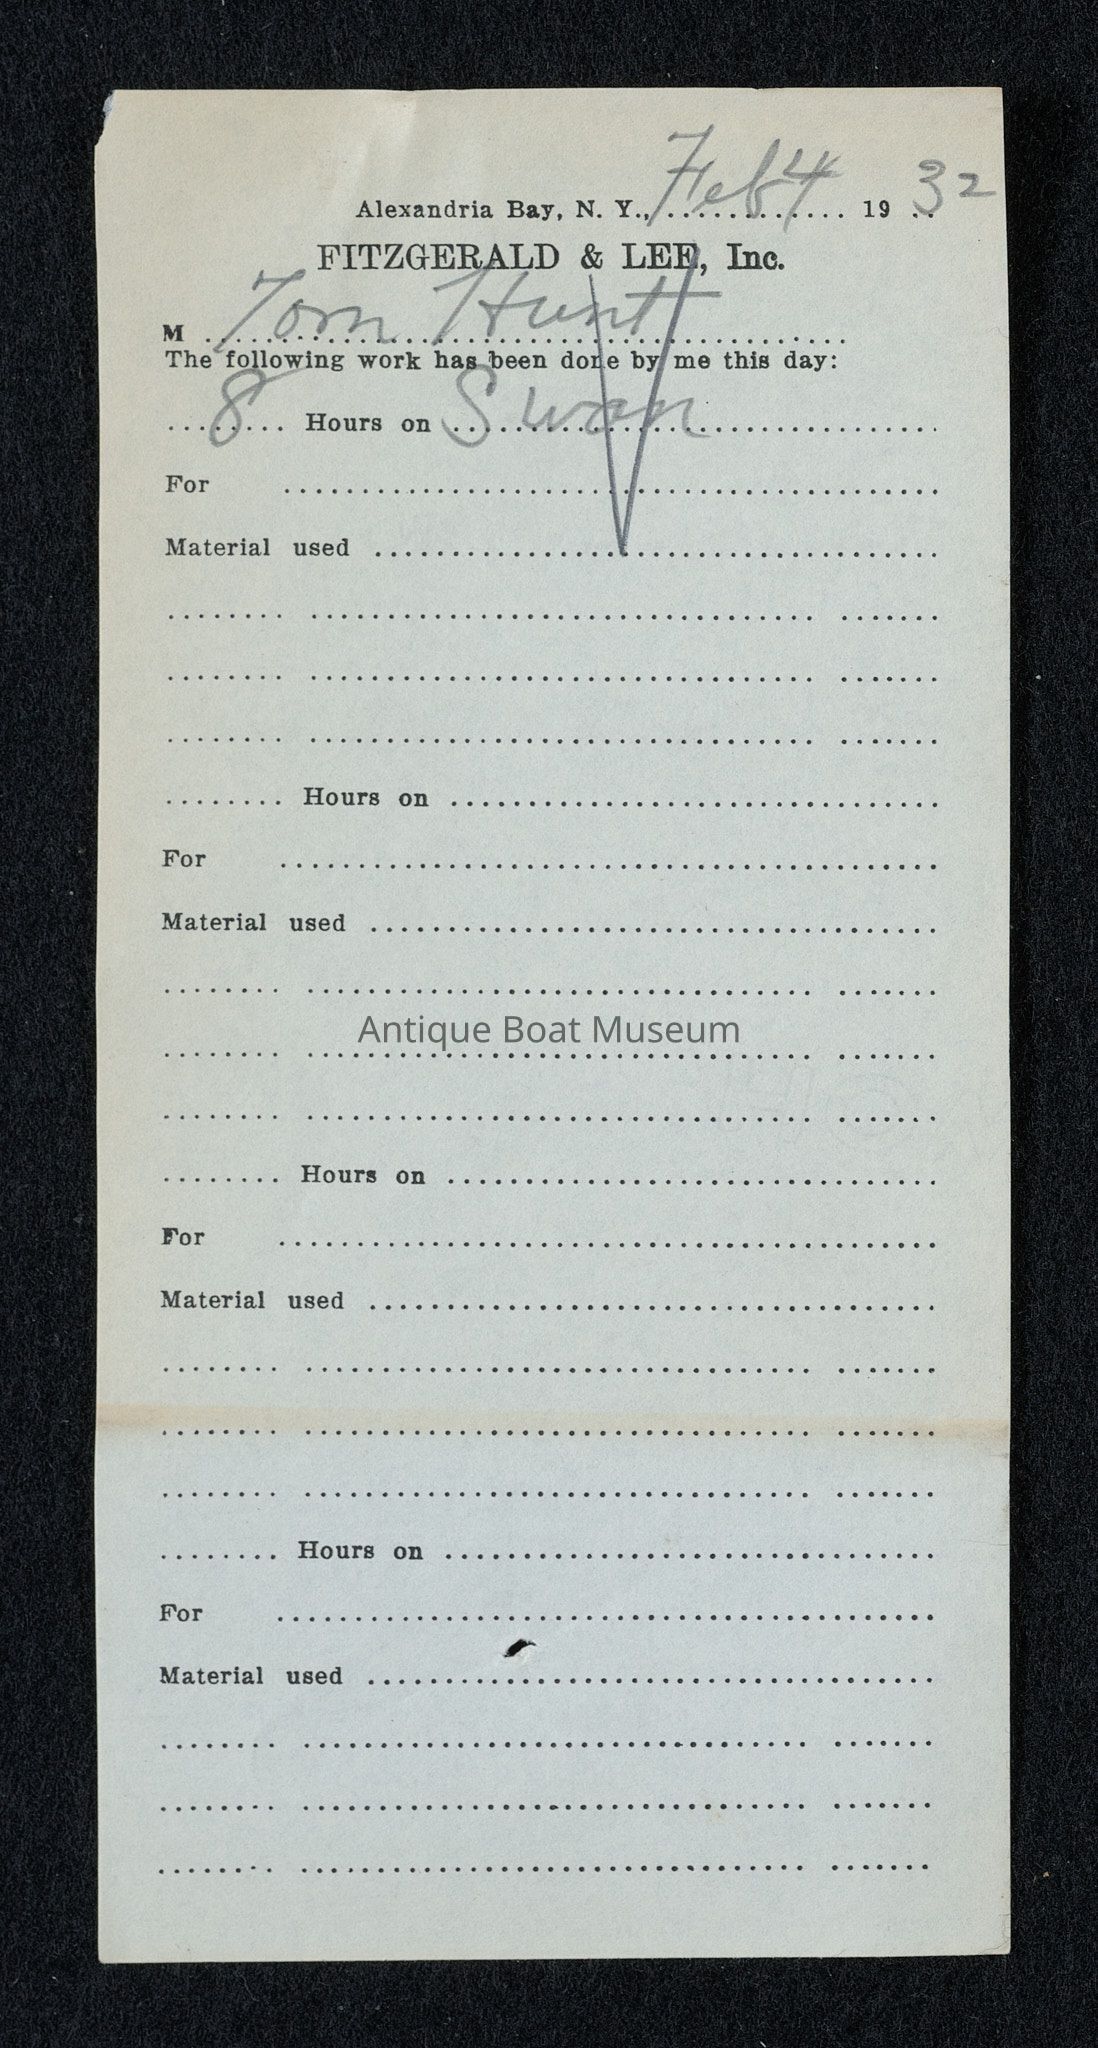 Alexandria Bay, N. Y., Feb 4 1932
FITZGERALD & LEE, Inc.
M Tom Hunt
The following work has been done by me this day:
8 Hours on Swan
For
Material used
Hours on
For
Material used
Antique Boat Museum
Hours on
For
Material used
Hours on
For
Material used